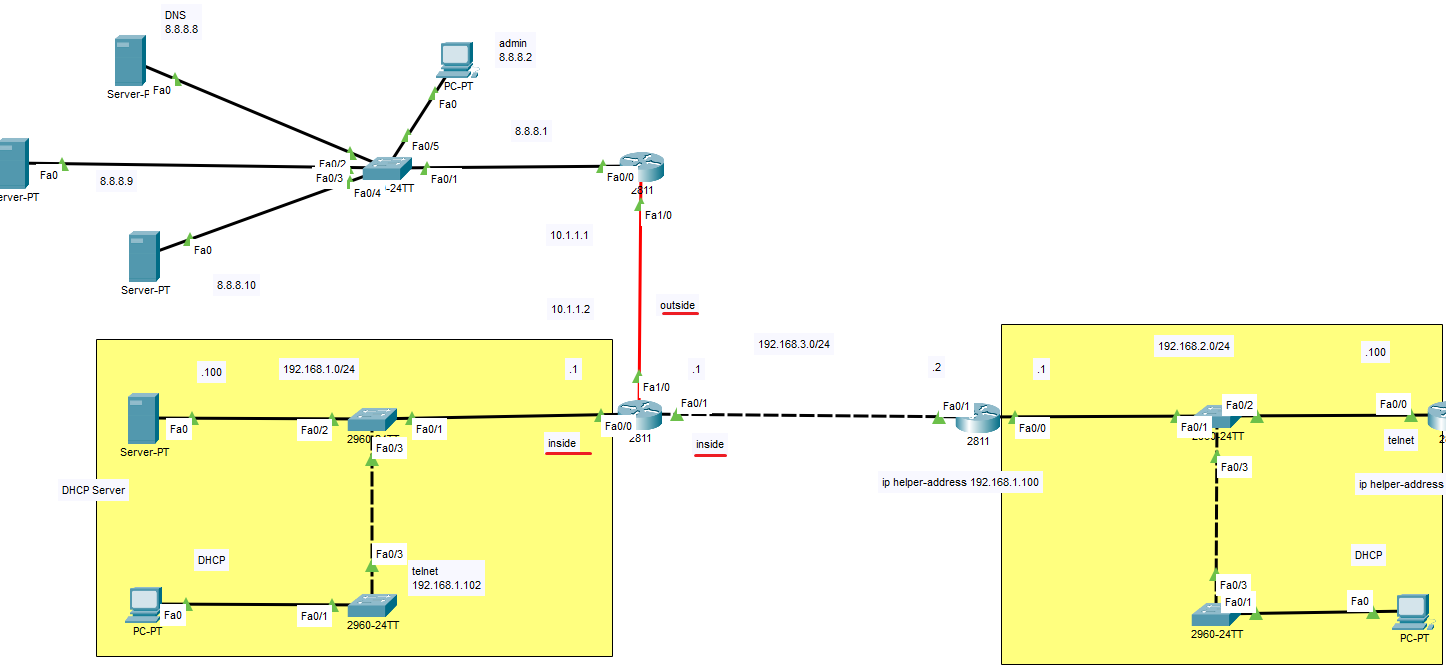 DNS
8.8.8.8
Server-P
Fa0
admin
8.8.8.2
PC-PT
Fa0
Fa0/5
8.8.8.1
Fa0
8.8.8.9
erver-PT
Fa0/2
Fa0/3
Fa0/4
-24TT
Fa0/1
Fa0/0
2811
Fa1/0
Fa0
Server-PT
8.8.8.10
10.1.1.1
10.1.1.2
outside
.100
192.168.1.0/24
.1
Fa1/0
.1
192.168.3.0/24
.2
.1
192.168.2.0/24
.100
Fa0
Server-PT
Fa0/2
2960-24TT
Fa0/1
Fa0/3
Fa0/0
2811
Fa0/1
inside
inside
Fa0/1
2811
Fa0/0
Fa0/1
Fa0/2
2960-24TT
Fa0/3
Fa0/0
telnet
2
DHCP Server
ip helper-address 192.168.1.100
ip helper-address
DHCP
Fa0/3
telnet
192.168.1.102
Fa0
PC-PT
Fa0/1
2960-24TT
DHCP
Fa0/3
Fa0/1
2960-24TT
Fa0
PC-PT